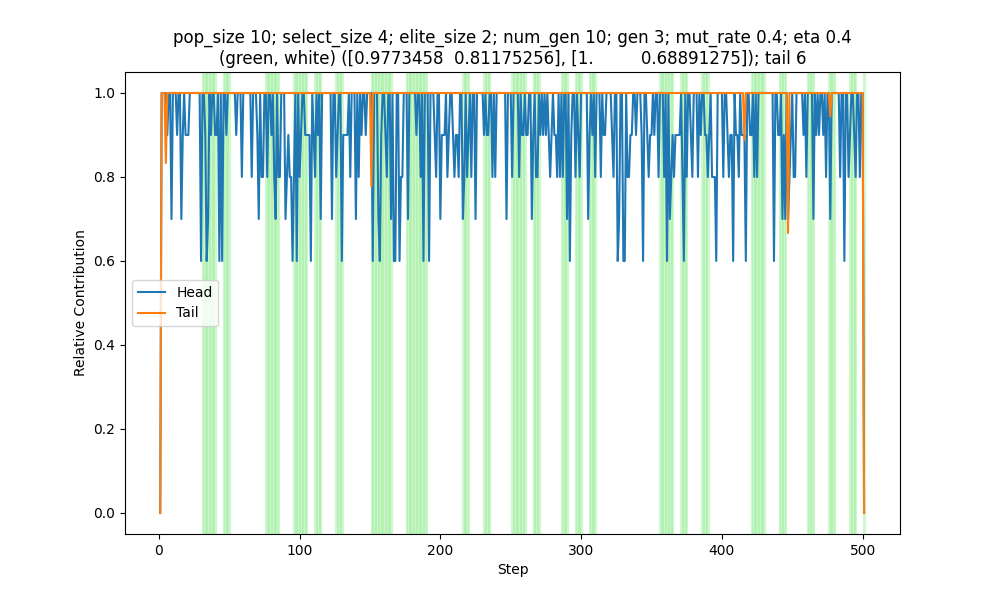 pop_size 10; select_size 4; elite_size 2; num_gen 10; gen 3; mut_rate 0.4; eta 0.4
(green, white) ([0.9773458  0.81175256], [1.         0.68891275]); tail 6
1.0
0.8
0.6
0.4
0.2
0.0
Relative Contribution
Head
Tail
0 100 200 300 400 500
Step